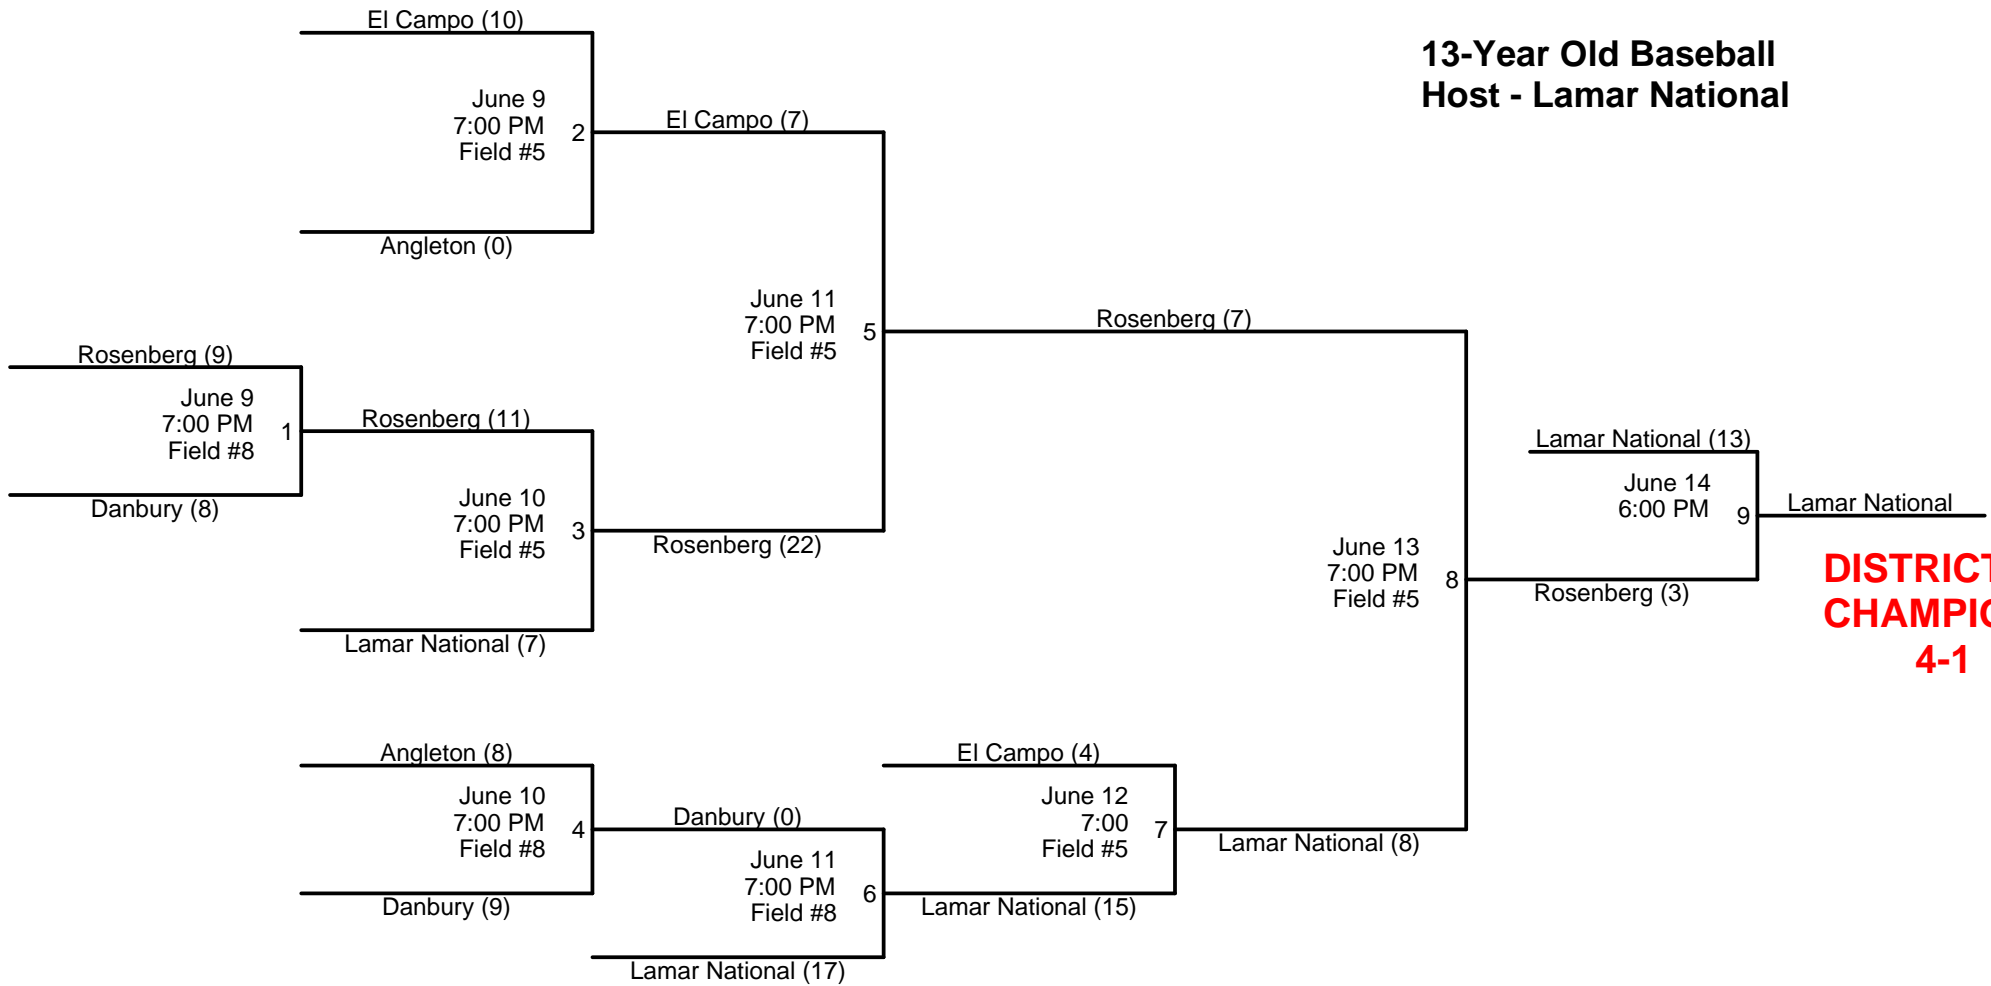 El Campo (10)
13-Year Old Baseball
Host - Lamar National
June 9
7:00 PM
Field #5
2
El Campo (7)
Angleton (0)
June 11
7:00 PM
Field #5
5
Rosenberg (7)
Rosenberg (9)
June 9
7:00 PM
Field #8
1
Danbury (8)
Rosenberg (11)
June 10
7:00 PM
Field #5
3
Rosenberg (22)
Lamar National (7)
Lamar National (13)
June 14
6:00 PM
9
Lamar National
June 13
7:00 PM
Field #5
8
Rosenberg (3)
DISTRICT
CHAMPIO
4-1
Angleton (8)
June 10
7:00 PM
Field #8
4
Danbury (9)
Danbury (0)
June 11
7:00 PM
Field #8
6
Lamar National (17)
El Campo (4)
June 12
7:00
Field #5
7
Lamar National (15)
Lamar National (8)